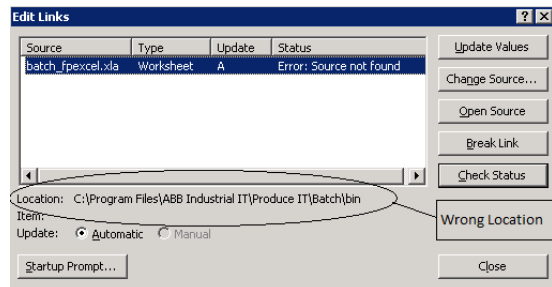 Edit Links
Source Type Update Status
batch_fpexcel.xla Worksheet A Error: Source not found
Update Values
Change Source...
Open Source
Break Link
Check Status
Location: C:\Program Files\ABB Industrial IT\Produce IT\Batch\bin
Item:
Update: Automatic Manual
Wrong Location
Startup Prompt...
Close